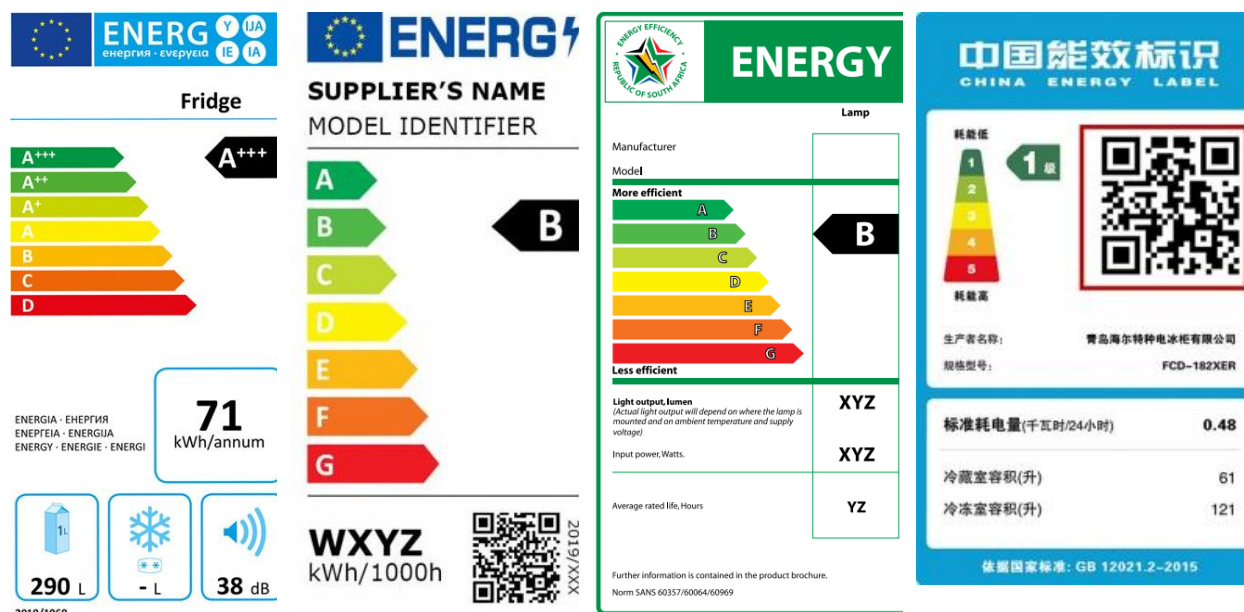 ENERG
енергия · ενεργεια
Y
IJA
IE
IA
Fridge
A+++
A+++
A++
A+
A
B
C
D
71
kWh/annum
ENERGIA · ЕНЕРГИЯ
ΕΝΕΡΓΕΙΑ · ENERGIJA
ENERGY · ENERGIE · ENERGI
1L
290 L
- L
38 dB
ENERG
SUPPLIER'S NAME
MODEL IDENTIFIER
A
B
B
C
D
E
F
G
WXYZ
kWh/1000h
2019/XXX
ENERGY EFFICIENCY
REPUBLIC OF SOUTH AFRICA
ENERGY
Lamp
Manufacturer
Model
More efficient
A
B
B
C
D
E
F
G
Less efficient
Light output, lumen
XYZ
(Actual light output will depend on where the lamp is
mounted and on ambient temperature and supply
voltage)
Input power, Watts.
XYZ
Average rated life, Hours
YZ
Further information is contained in the product brochure.
Norm SANS 60357/60064/60969
中国能效标识
CHINA ENERGY LABEL
耗能低
1
1级
2
3
4
5
耗能高
生产者名称：
青岛海尔特种电冰柜有限公司
规格型号：
FCD-182XER
标准耗电量(千瓦时/24小时)
0.48
冷藏室容积(升)
61
冷冻室容积(升)
121
依据国家标准: GB 12021.2-2015